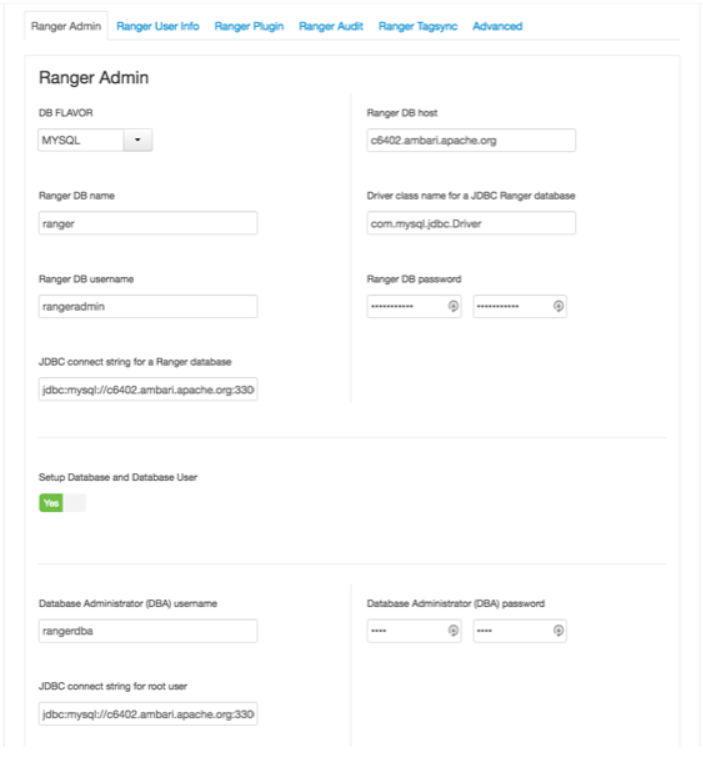 Ranger Admin Ranger User Info Ranger Plugin Ranger Audit Ranger Tagsync Advanced
Ranger Admin
DB FLAVOR
MYSQL
Ranger DB host
c6402.ambari.apache.org
Ranger DB name
ranger
Driver class name for a JDBC Ranger database
com.mysql.jdbc.Driver
Ranger DB username
rangeradmin
Ranger DB password
JDBC connect string for a Ranger database
jdbc:mysql://c6402.ambari.apache.org:330
Setup Database and Database User
Yes
Database Administrator (DBA) username
rangerdba
Database Administrator (DBA) password
JDBC connect string for root user
jdbc:mysql://c6402.ambari.apache.org:330